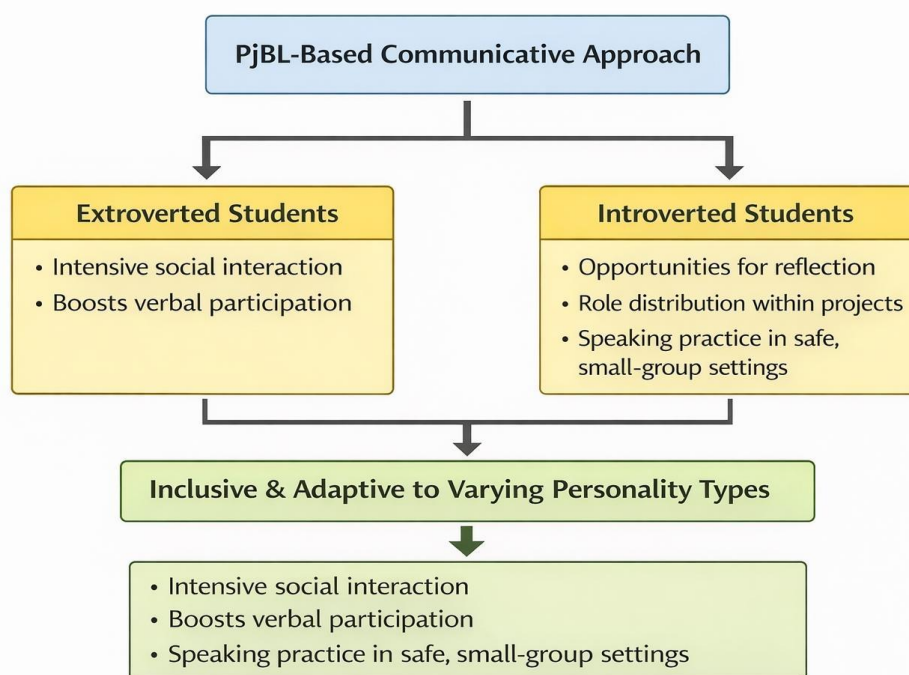 PjBL-Based Communicative Approach
Extroverted Students
• Intensive social interaction
• Boosts verbal participation
Introverted Students
• Opportunities for reflection
• Role distribution within projects
• Speaking practice in safe,
small-group settings
Inclusive & Adaptive to Varying Personality Types
• Intensive social interaction
• Boosts verbal participation
• Speaking practice in safe, small-group settings